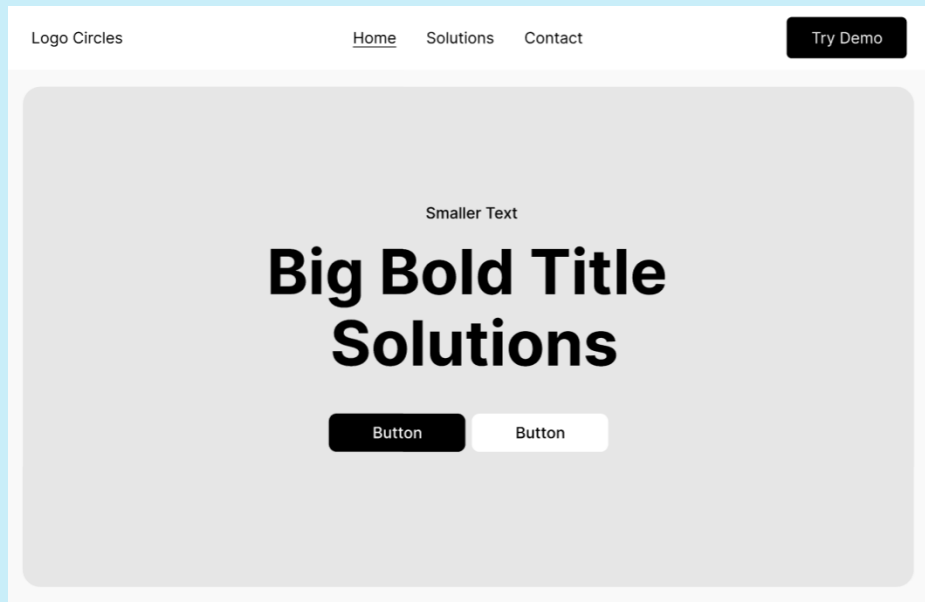 Logo Circles
Home Solutions Contact
Try Demo
Smaller Text
Big Bold Title
Solutions
Button Button